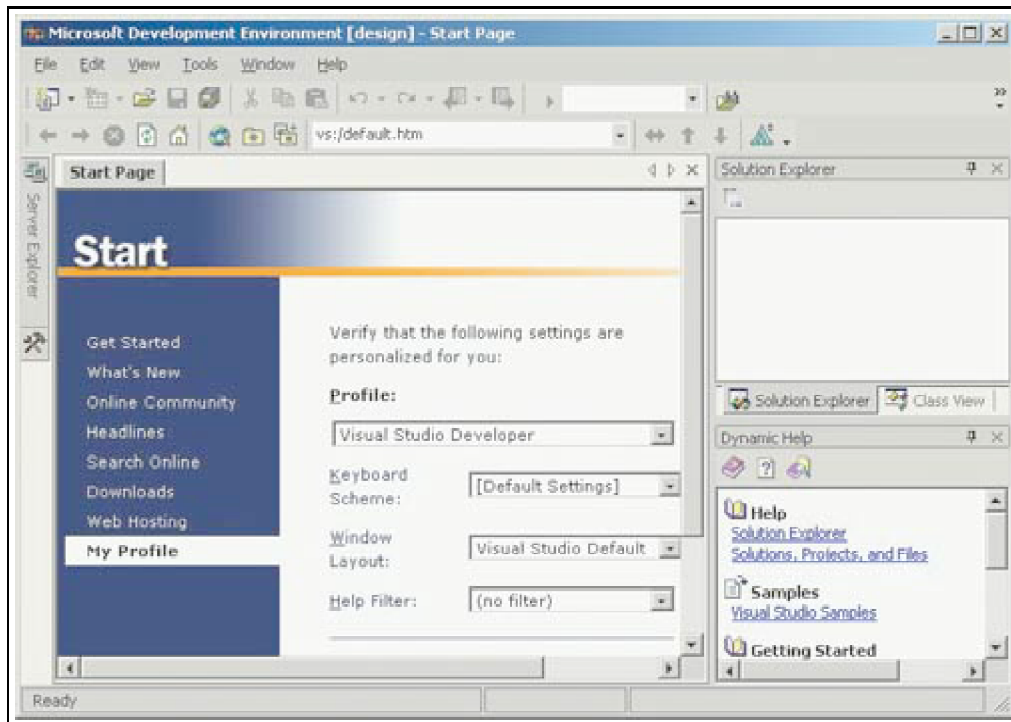 Microsoft Development Environment [design] - Start Page
File Edit View Tools Window Help
vs:/default.htm
Server Explorer
Start Page
Start
Get Started
What's New
Online Community
Headlines
Search Online
Downloads
Web Hosting
My Profile
Verify that the following settings are
personalized for you:
Profile:
Visual Studio Developer
Keyboard
Scheme:
[Default Settings]
Window
Layout:
Visual Studio Default
Help Filter:
(no filter)
Solution Explorer
Solution Explorer Class View
Dynamic Help
Help
Solution Explorer
Solutions, Projects, and Files
Samples
Visual Studio Samples
Getting Started
Ready